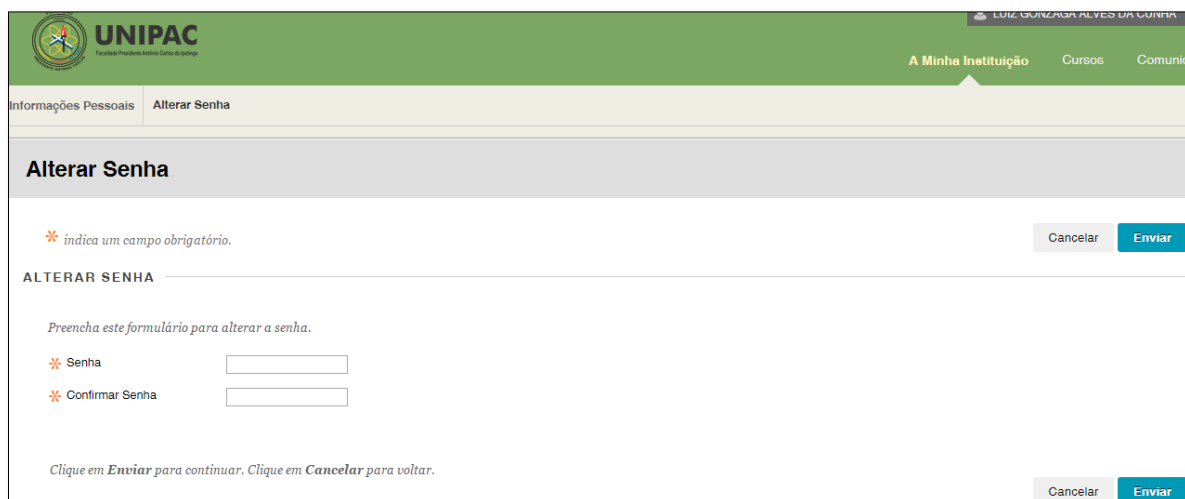 LUIZ GONZAGA ALVES DA CUNHA
UNIPAC
Faculdade Presidente Antônio Carlos de Ipatinga
A Minha Instituição Cursos Comunic
Informações Pessoais Alterar Senha
Alterar Senha
* indica um campo obrigatório.
Cancelar Enviar
ALTERAR SENHA
Preencha este formulário para alterar a senha.
* Senha
* Confirmar Senha
Clique em Enviar para continuar. Clique em Cancelar para voltar.
Cancelar Enviar